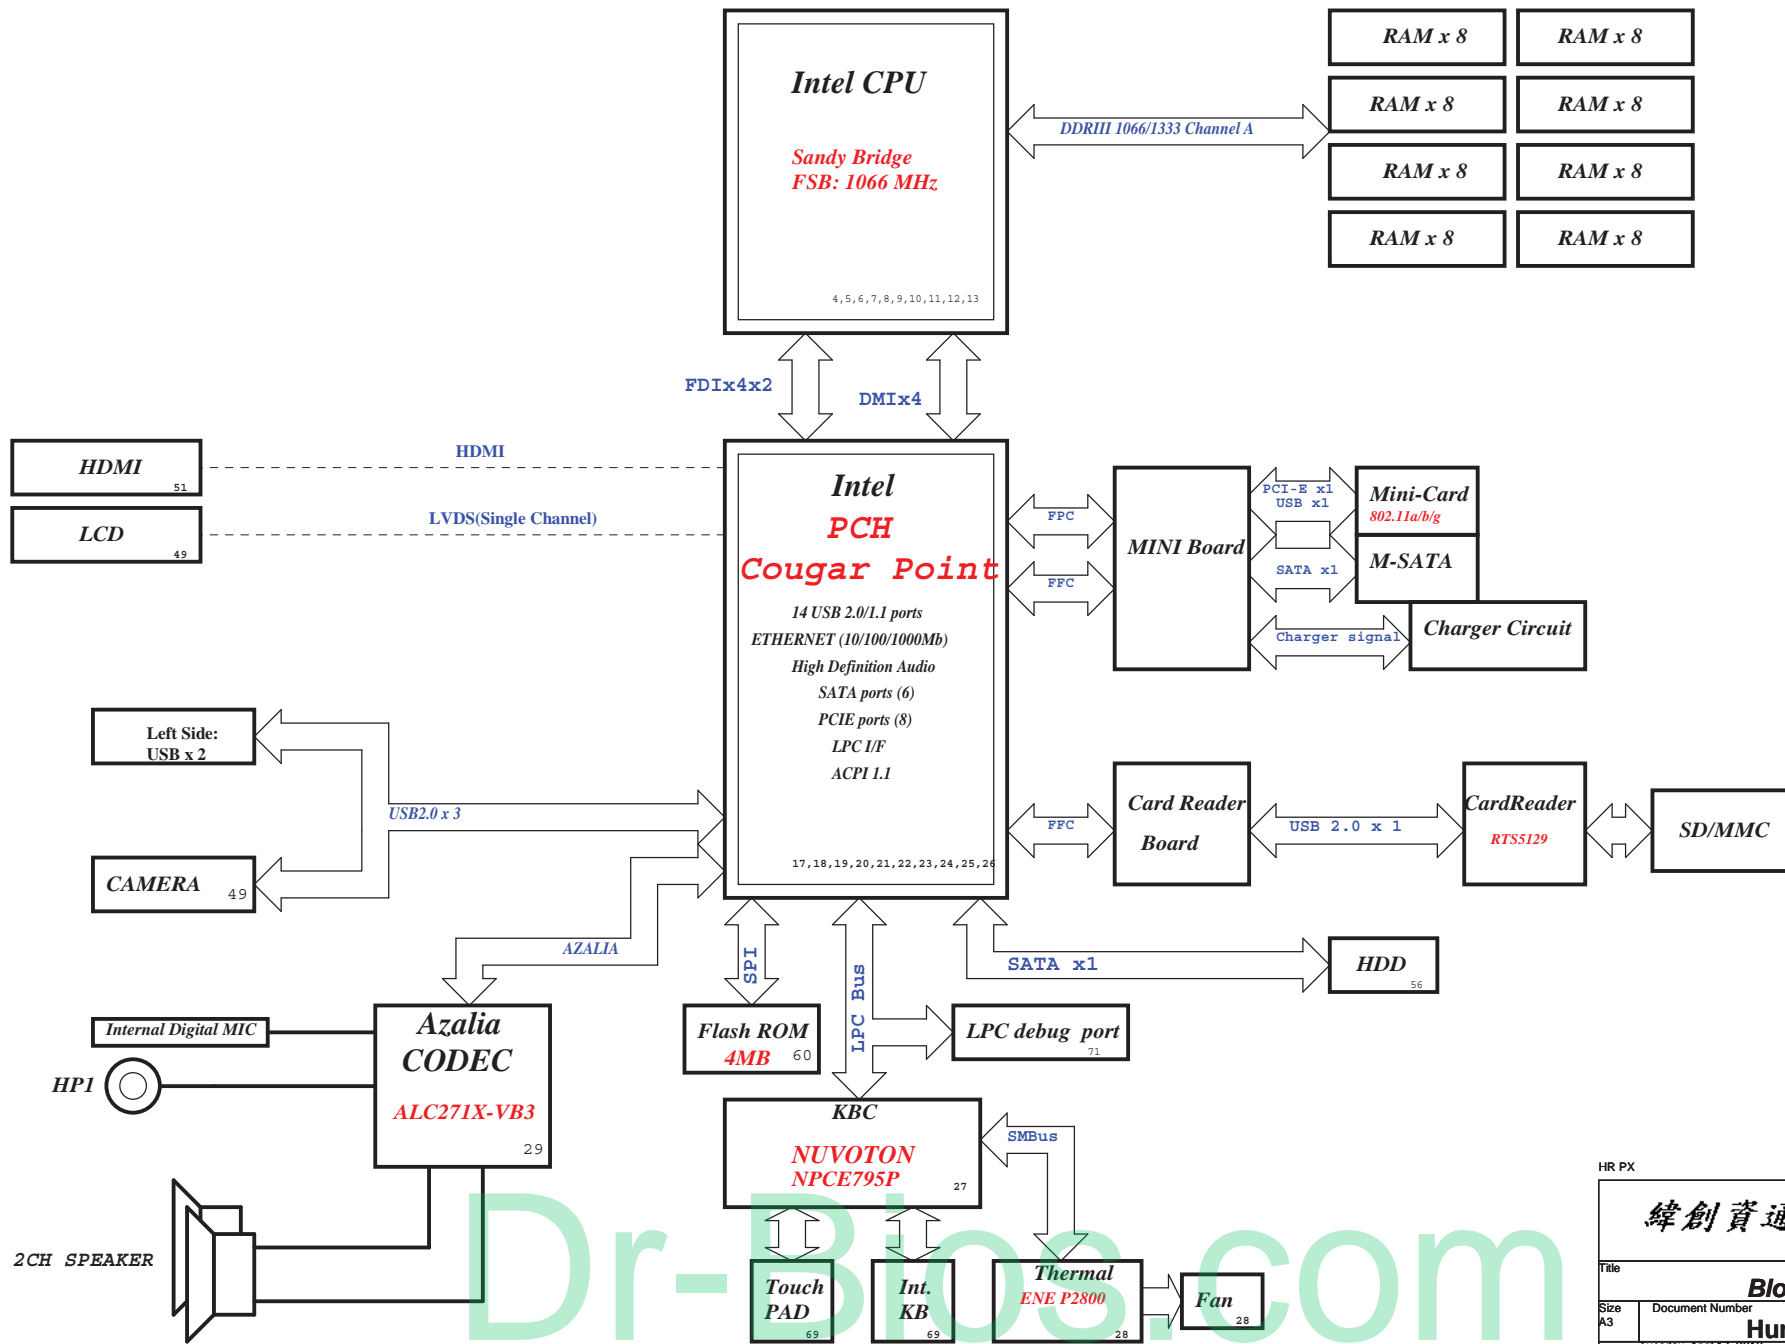 Intel CPU
Sandy Bridge
FSB: 1066 MHz
4,5,6,7,8,9,10,11,12,13
DDRIII 1066/1333 Channel A
RAM x 8
RAM x 8
RAM x 8
RAM x 8
RAM x 8
RAM x 8
RAM x 8
RAM x 8
FDIx4x2
DMIx4
HDMI
51
HDMI
LCD
49
LVDS(Single Channel)
Intel
PCH
Cougar Point
14 USB 2.0/1.1 ports
ETHERNET (10/100/1000Mb)
High Definition Audio
SATA ports (6)
PCIE ports (8)
LPC I/F
ACPI 1.1
17,18,19,20,21,22,23,24,25,26
FPC
FFC
MINI Board
PCI-E x1
USB x1
SATA x1
Charger signal
Mini-Card
802.11a/b/g
M-SATA
Charger Circuit
Left Side:
USB x 2
USB2.0 x 3
CAMERA
49
FFC
Card Reader
Board
USB 2.0 x 1
CardReader
RTS5129
SD/MMC
AZALIA
SPI
LPC Bus
SATA x1
HDD
56
Internal Digital MIC
HP1
Azalia
CODEC
ALC271X-VB3
29
Flash ROM
4MB
60
LPC debug port
71
KBC
NUVOTON
NPCE795P
27
SMBus
2CH SPEAKER
Touch
PAD
69
Int.
KB
69
Thermal
ENE P2800
28
Fan
28
Dr-Bios.com
HR PX
緯創資通
Title
Blo
Size
A3
Document Number
Hur